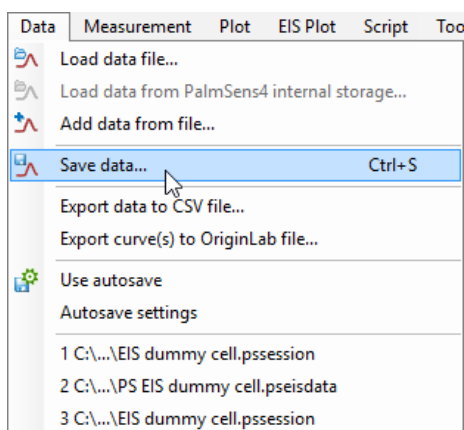 Data Measurement Plot EIS Plot Script Too
Load data file...
Load data from PalmSens4 internal storage...
Add data from file...
Save data... Ctrl+S
Export data to CSV file...
Export curve(s) to OriginLab file...
Use autosave
Autosave settings
1 C:\...\EIS dummy cell.pssession
2 C:\...\PS EIS dummy cell.pseisdata
3 C:\...\EIS dummy cell.pssession